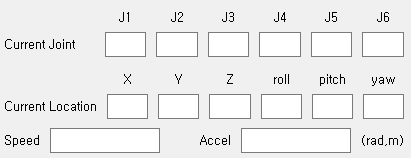 J1 J2 J3 J4 J5 J6
Current Joint
X Y Z roll pitch yaw
Current Location
Speed Accel (rad,m)